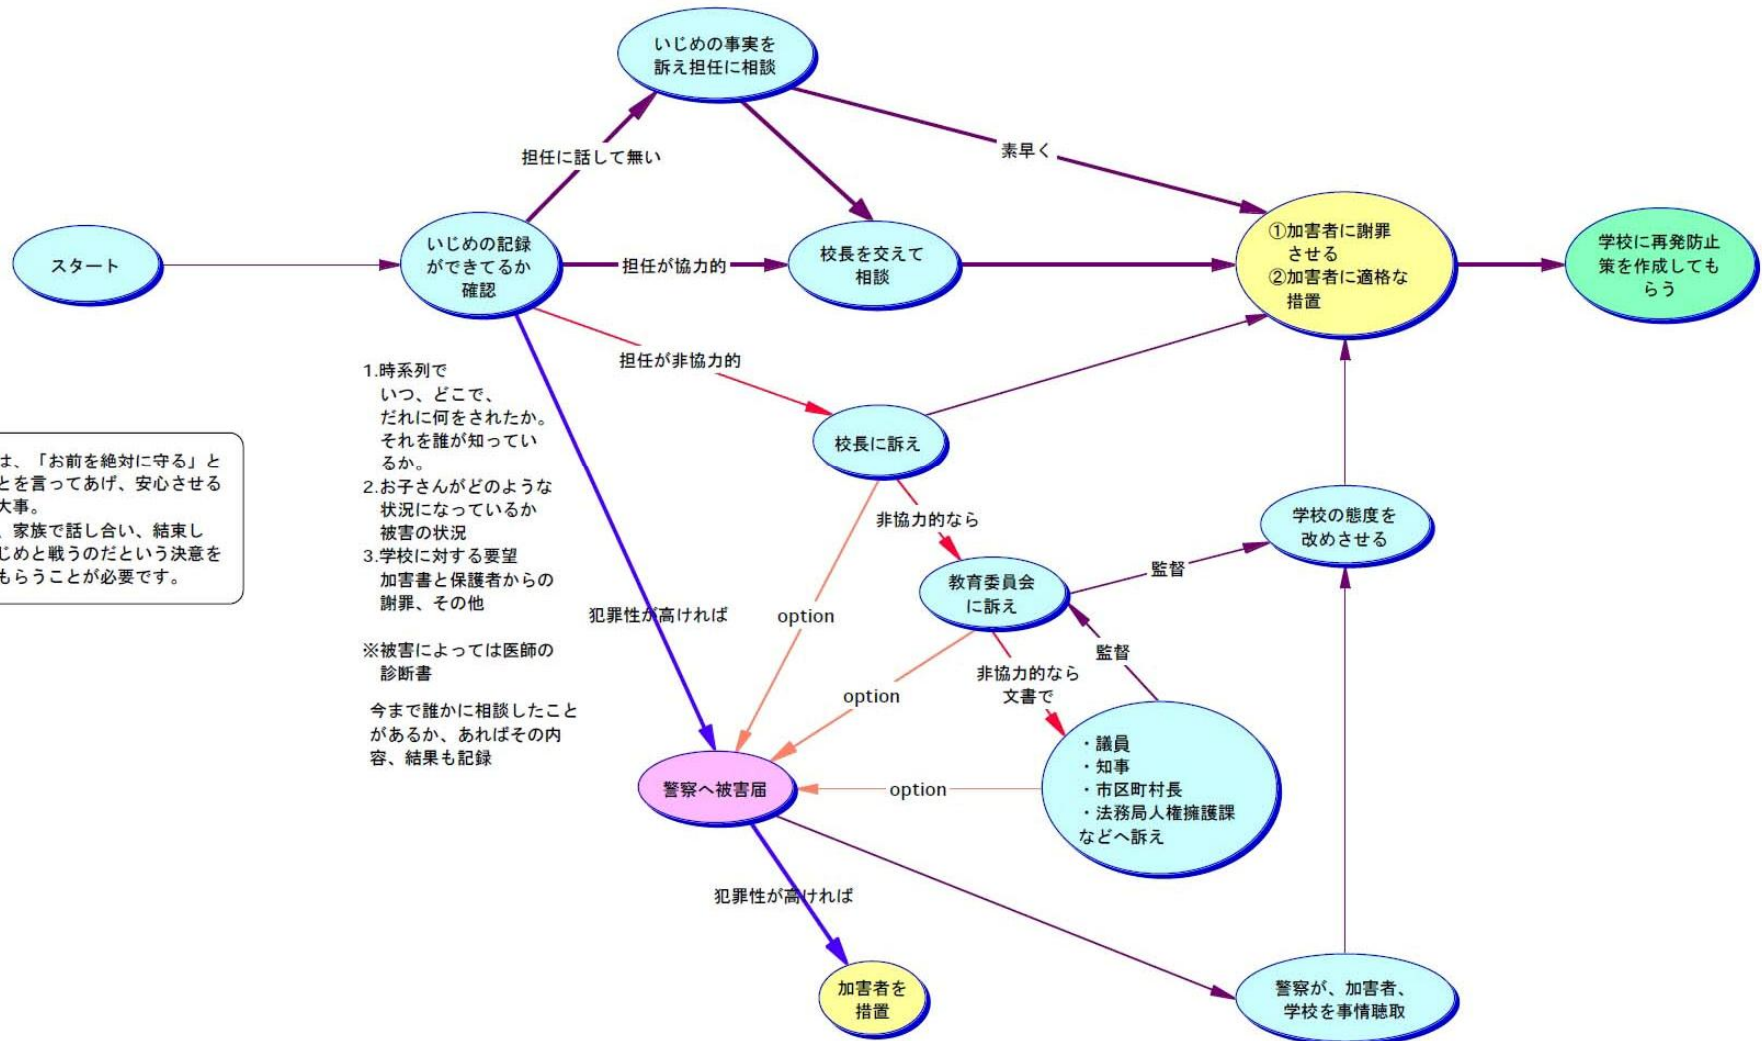 いじめの事実を
訴え担任に相談
担任に話して無い
素早く
スタート
いじめの記録
ができてるか
確認
担任が協力的
校長を交えて
相談
①加害者に謝罪
させる
②加害者に適格な
措置
学校に再発防止
策を作成しても
らう
担任が非協力的
1.時系列で
いつ、どこで、
だれに何をされたか。
それを誰が知ってい
るか。
2.お子さんがどのような
状況になっているか
被害の状況
3.学校に対する要望
加害書と保護者からの
謝罪、その他
※被害によっては医師の
診断書
今まで誰かに相談したこと
があるか、あればその内
容、結果も記録
は、「お前を絶対に守る」と
とを言ってあげ、安心させる
大事。
、家族で話し合い、結束し
じめと戦うのだという決意を
もらうことが必要です。
校長に訴え
非協力的なら
学校の態度を
改めさせる
教育委員会
に訴え
監督
犯罪性が高ければ
option
監督
非協力的なら
文書で
option
・議員
・知事
・市区町村長
・法務局人権擁護課
などへ訴え
警察へ被害届
option
犯罪性が高ければ
加害者を
措置
警察が、加害者、
学校を事情聴取